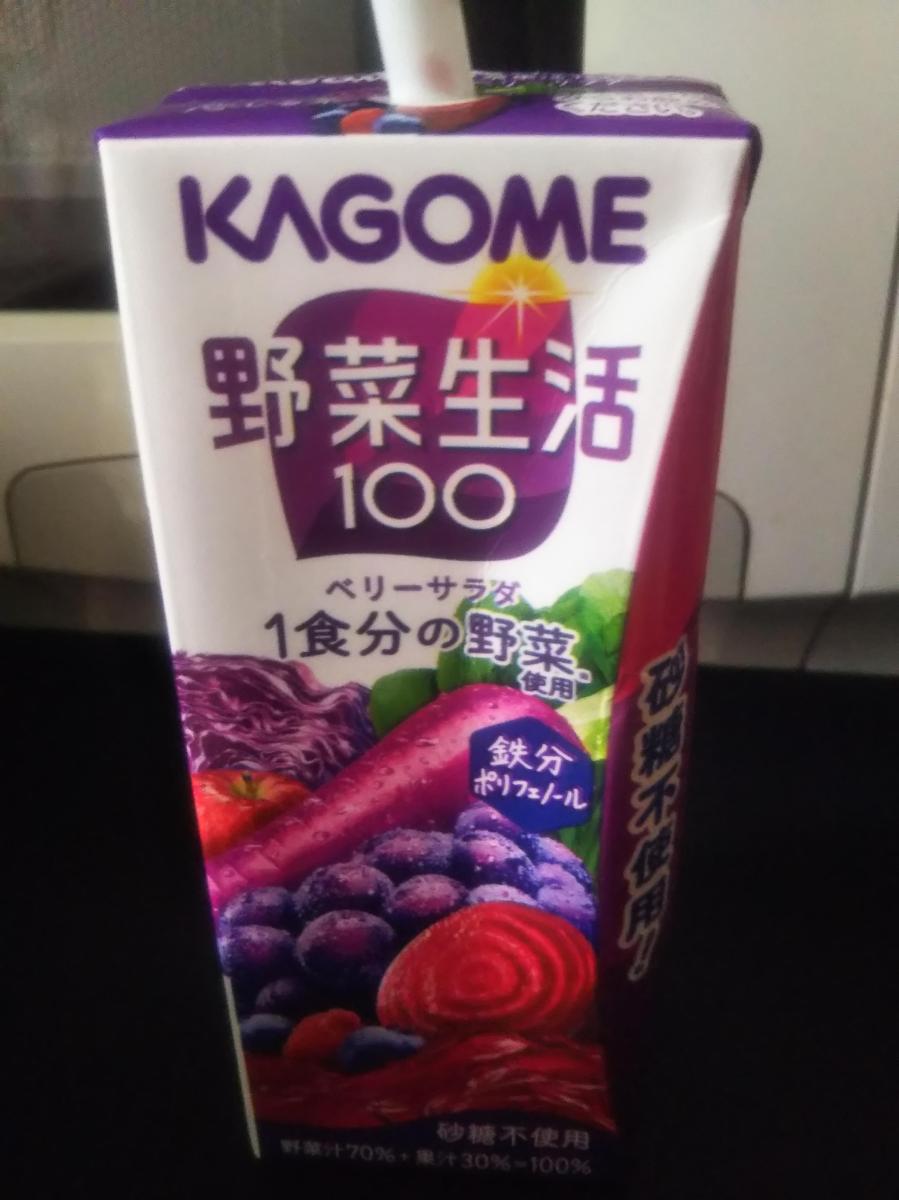 KAGOME
野菜生活
100
ベリーサラダ
1食分の野菜*
使用
鉄分
ポリフェノール
砂糖不使用!
砂糖不使用
野菜汁70%+果汁30%=100%